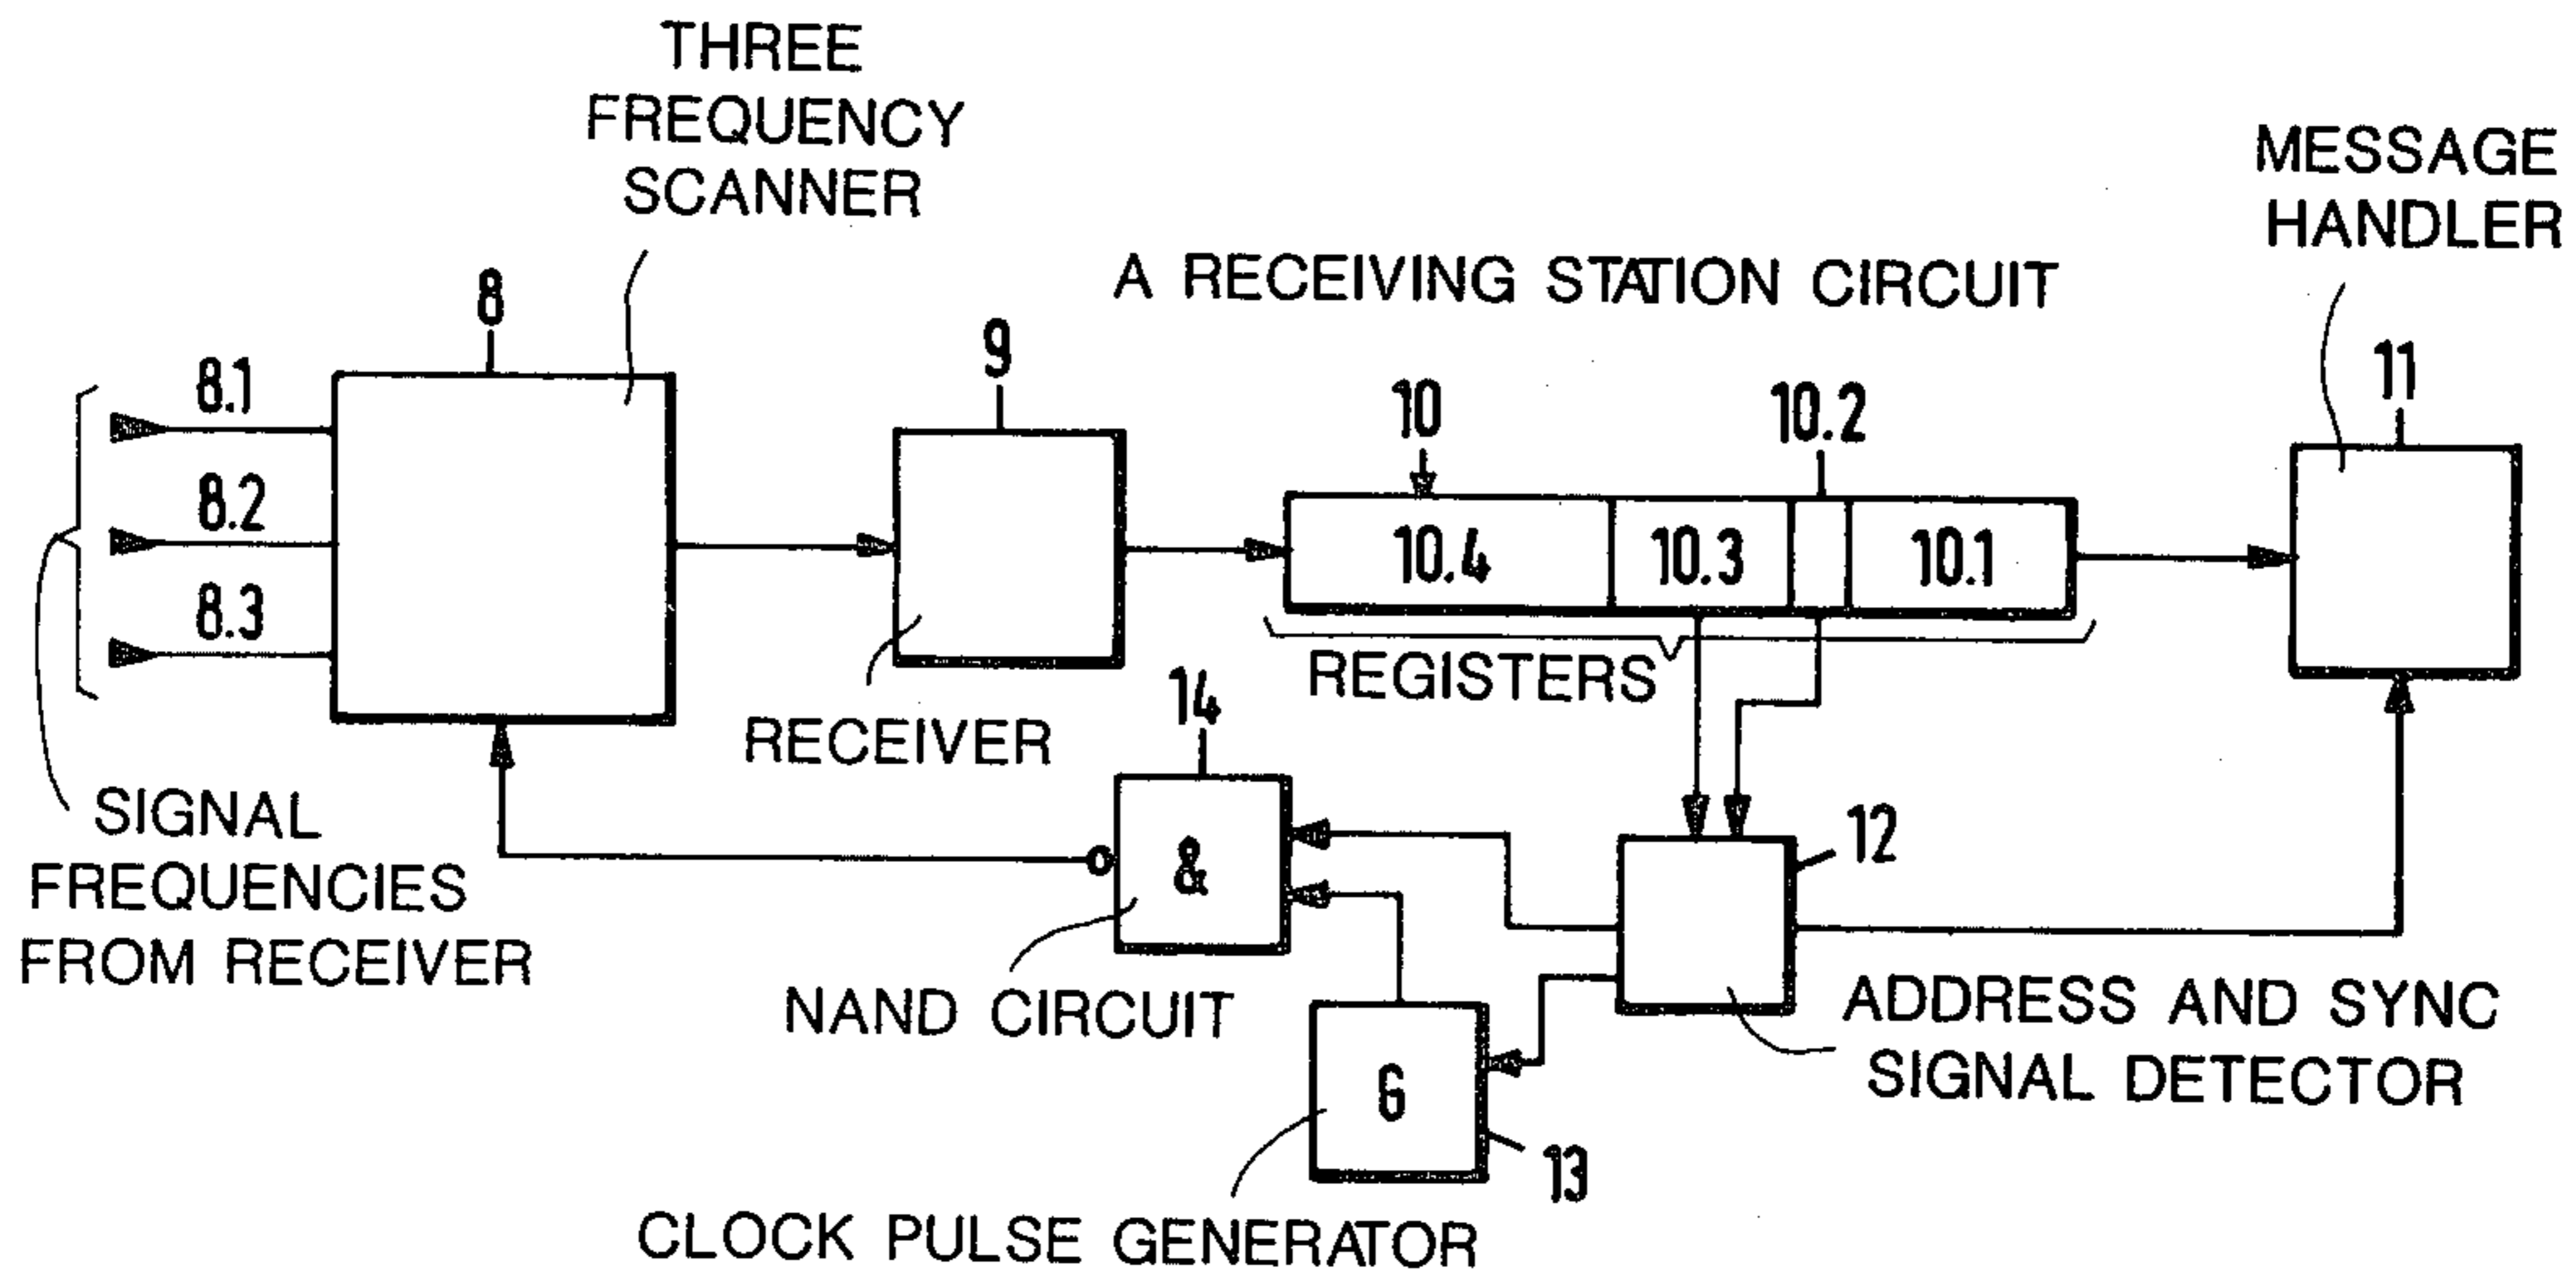 THREE
FREQUENCY
SCANNER
MESSAGE
HANDLER
A RECEIVING STATION CIRCUIT
8
9
10
10.2
11
8.1
8.2
8.3
10.4
10.3
10.1
REGISTERS
RECEIVER
14
SIGNAL
FREQUENCIES
FROM RECEIVER
&
12
NAND CIRCUIT
ADDRESS AND SYNC
SIGNAL DETECTOR
G
13
CLOCK PULSE GENERATOR